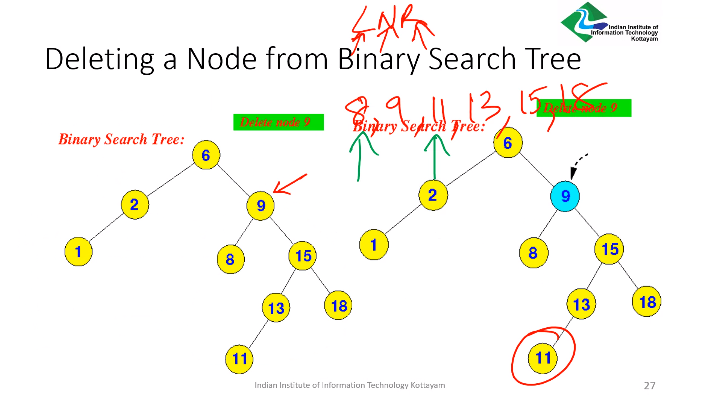 LNR
Indian Institute of
Information Technology
Kottayam
Deleting a Node from Binary Search Tree
8, 9, 11, 13, 15, 18
Delete node 9
Delete node 9
Binary Search Tree:
Binary Search Tree:
6
6
2
9
2
9
1
8
15
1
8
15
13
18
13
18
11
11
Indian Institute of Information Technology Kottayam
27